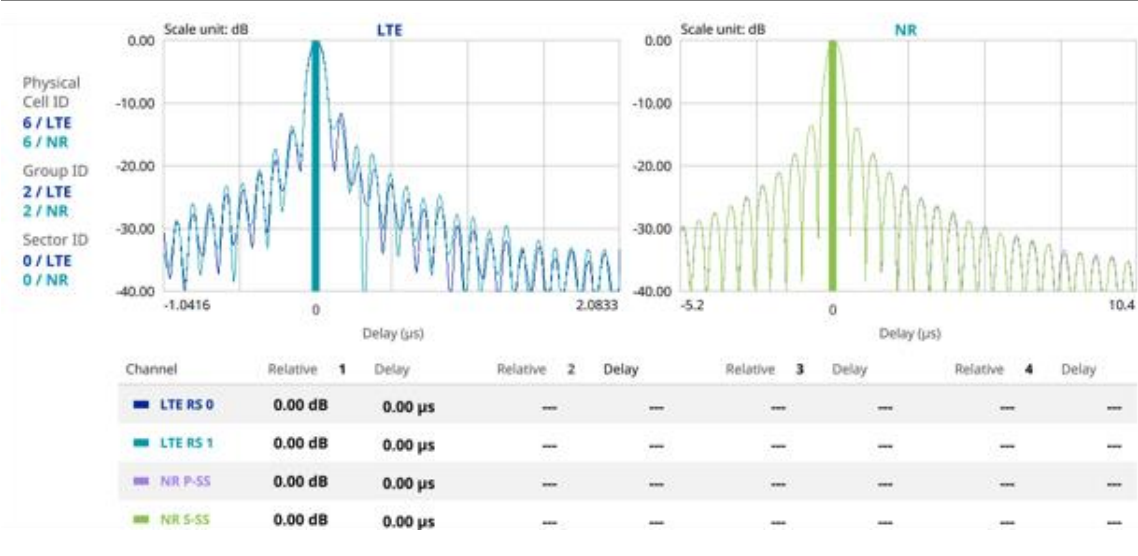 Scale unit: dB LTE
0.00
-10.00
-20.00
-30.00
-40.00
-1.0416 0 2.0833
Delay (μs)
Scale unit: dB NR
0.00
-10.00
-20.00
-30.00
-40.00
-5.2 0 10.4
Delay (μs)
Physical
Cell ID
6 / LTE
6 / NR
Group ID
2 / LTE
2 / NR
Sector ID
0 / LTE
0 / NR
Channel Relative 1 Delay Relative 2 Delay Relative 3 Delay Relative 4 Delay
LTE RS 0 0.00 dB 0.00 μs --- --- --- --- --- ---
LTE RS 1 0.00 dB 0.00 μs --- --- --- --- --- ---
NR P-SS 0.00 dB 0.00 μs --- --- --- --- --- ---
NR S-SS 0.00 dB 0.00 μs --- --- --- --- --- ---